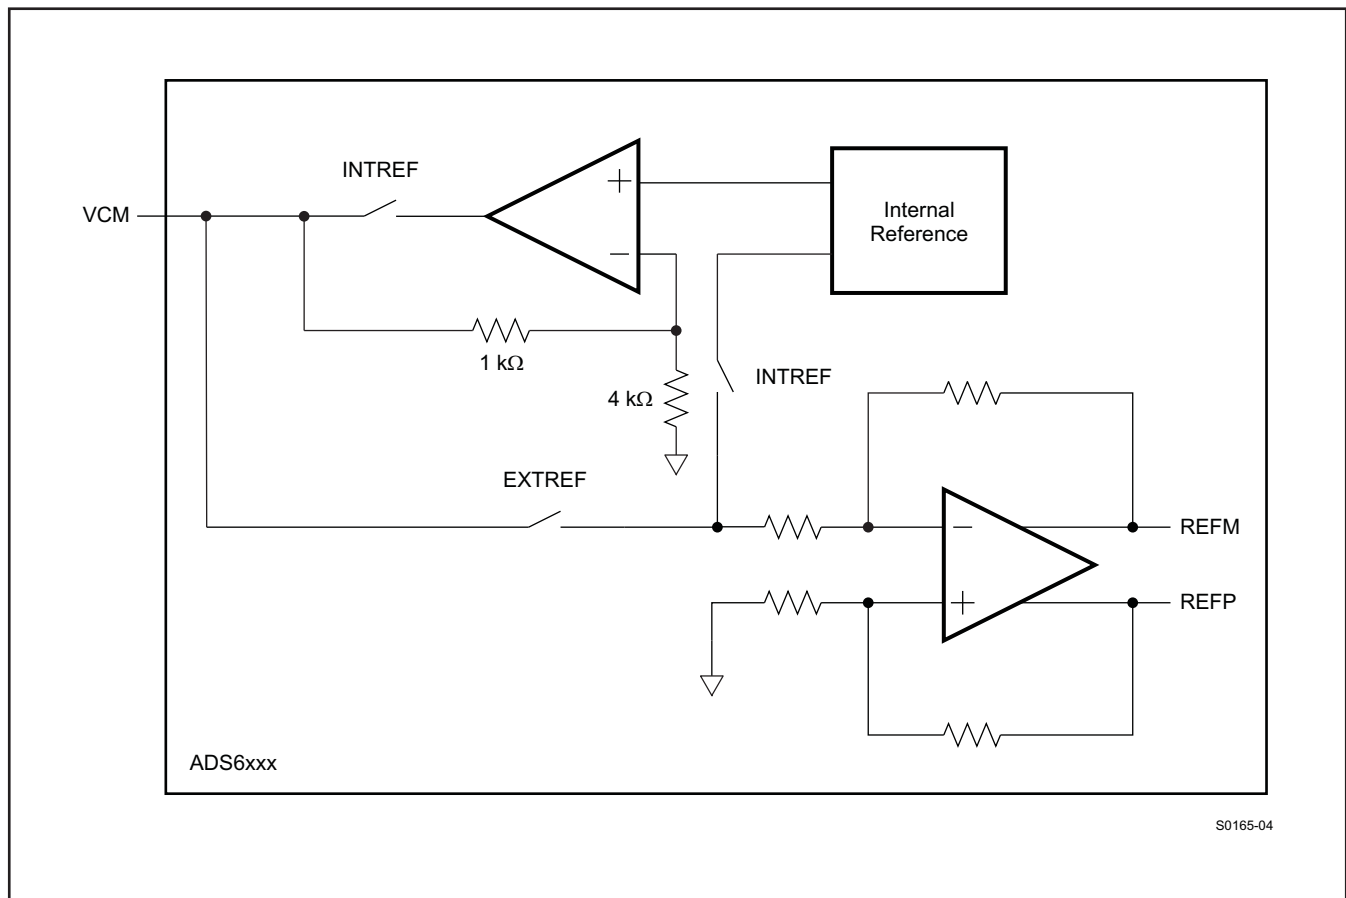 INTREF
VCM
+
−
Internal
Reference
1 kΩ
4 kΩ
INTREF
EXTREF
−
REFM
+
REFP
ADS6xxx
S0165-04